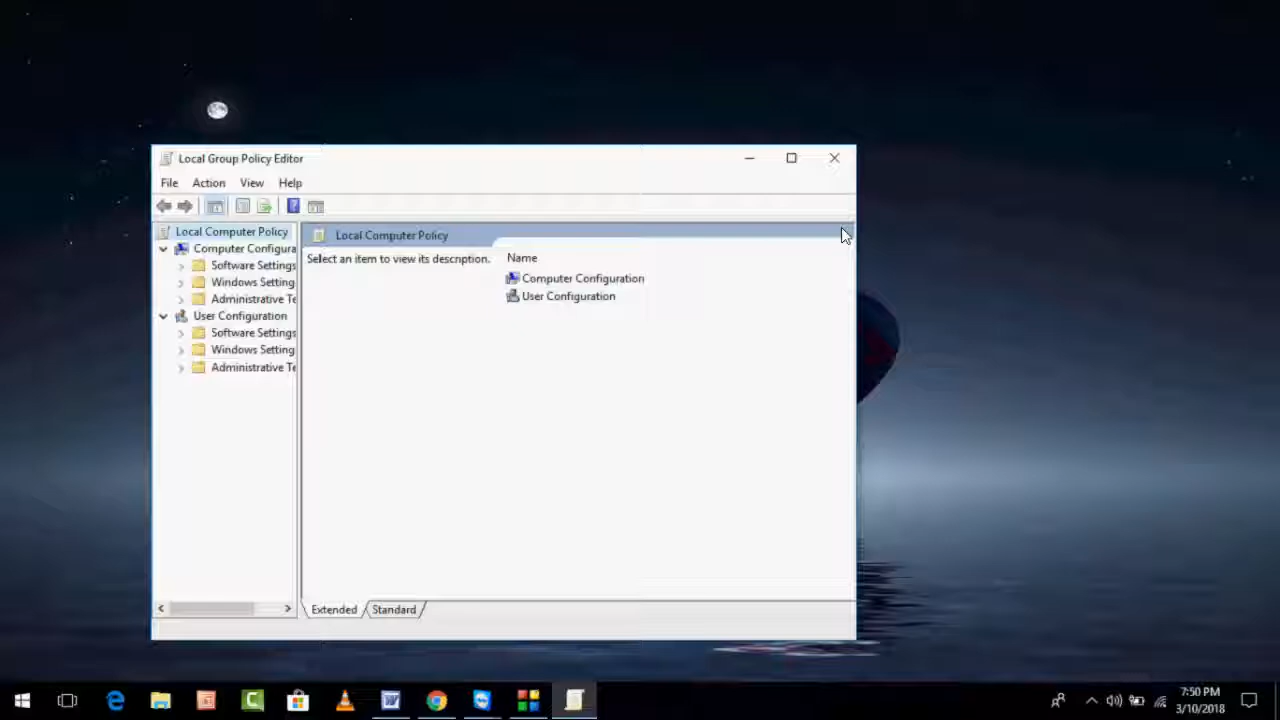 Local Group Policy Editor
File Action View Help
Local Computer Policy
Computer Configura
Software Settings
Windows Setting
Administrative Te
User Configuration
Software Settings
Windows Setting
Administrative Te
Local Computer Policy
Select an item to view its description.
Name
Computer Configuration
User Configuration
Extended Standard
7:50 PM
3/10/2018